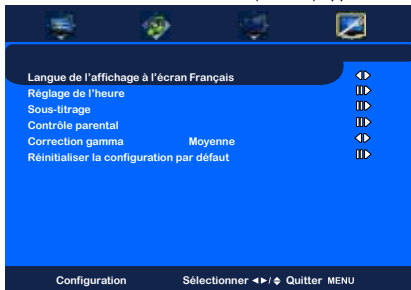 Langue de l'affichage à l'écran Français
Réglage de l'heure
Sous-titrage
Contrôle parental
Correction gamma Moyenne
Réinitialiser la configuration par défaut
Configuration Sélectionner ◄►/◆ Quitter MENU